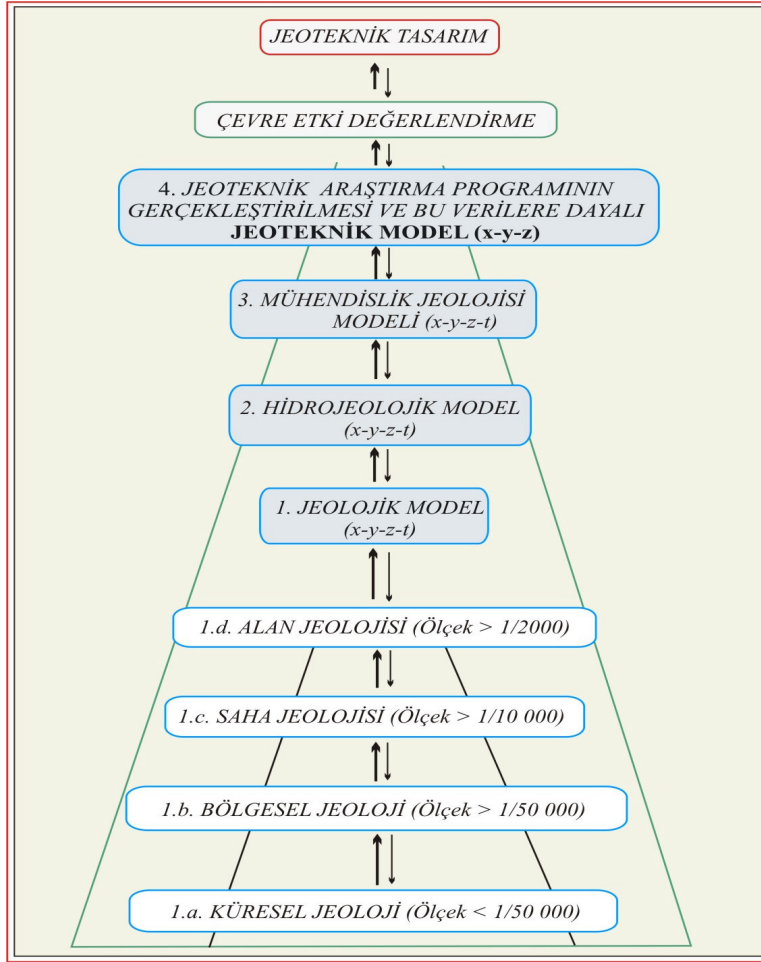 JEOTEKNİK TASARIM
ÇEVRE ETKİ DEĞERLENDİRME
4. JEOTEKNİK ARAŞTIRMA PROGRAMININ
GERÇEKLEŞTİRİLMESİ VE BU VERİLERE DAYALI
JEOTEKNİK MODEL (x-y-z)
3. MÜHENDİSLİK JEOLOJİSİ
MODELİ (x-y-z-t)
2. HİDROJEOLOJİK MODEL
(x-y-z-t)
1. JEOLOJİK MODEL
(x-y-z-t)
1.d. ALAN JEOLOJİSİ (Ölçek > 1/2000)
1.c. SAHA JEOLOJİSİ (Ölçek > 1/10 000)
1.b. BÖLGESEL JEOLOJİ (Ölçek > 1/50 000)
1.a. KÜRESEL JEOLOJİ (Ölçek < 1/50 000)